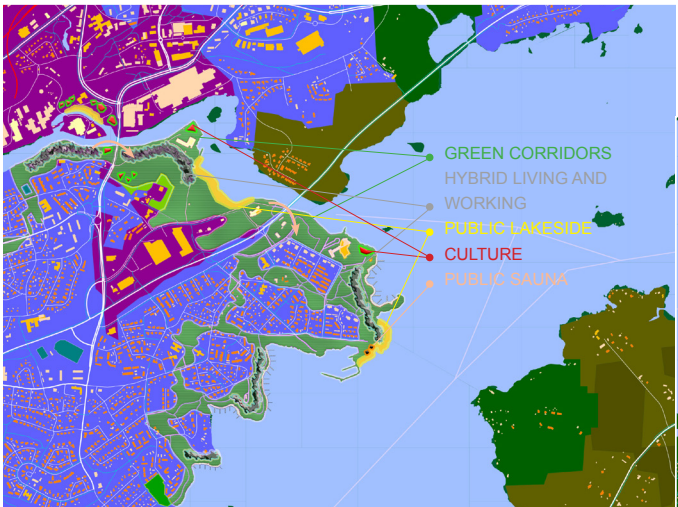 GREEN CORRIDORS
HYBRID LIVING AND
WORKING
PUBLIC LAKESIDE
CULTURE
PUBLIC SAUNA